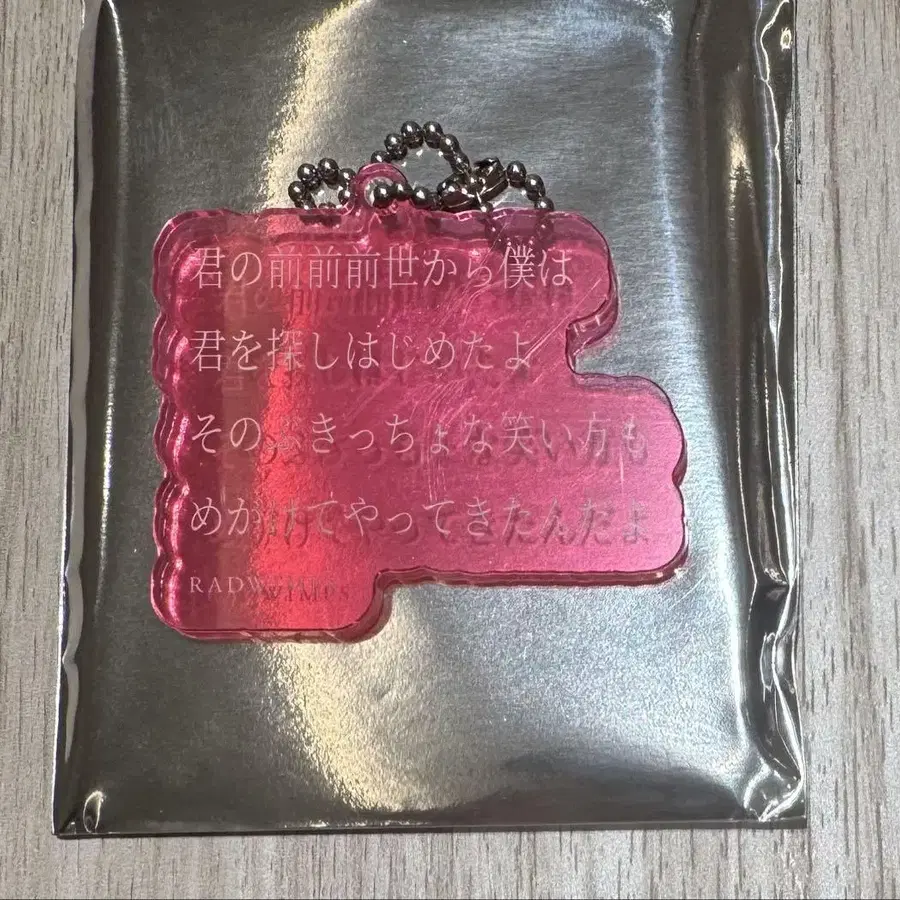 君の前前前世から僕は
君を探しはじめたよ
そのぶきっちょな笑い方も
めがけてやってきたんだよ
RADWIMPS